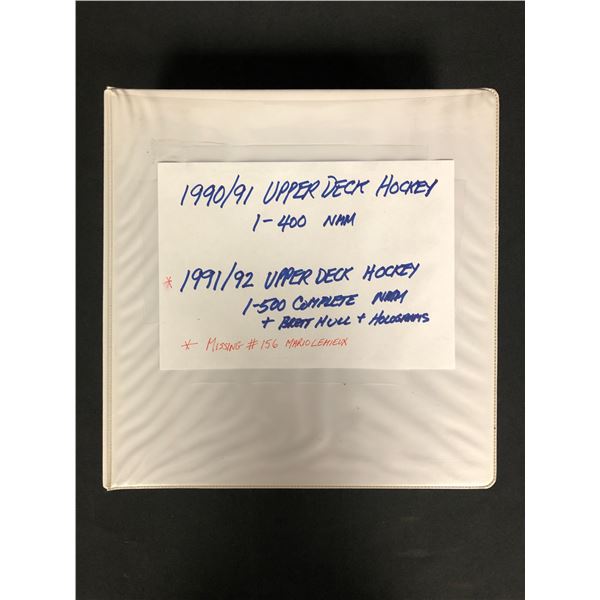 1990/91 UPPER DECK HOCKEY
1-400 NRM
* 1991/92 UPPER DECK HOCKEY
1-500 COMPLETE NRM
+ BRETT HULL + HOLOGRAMS
* MISSING #156 MARIO LEMIEUX